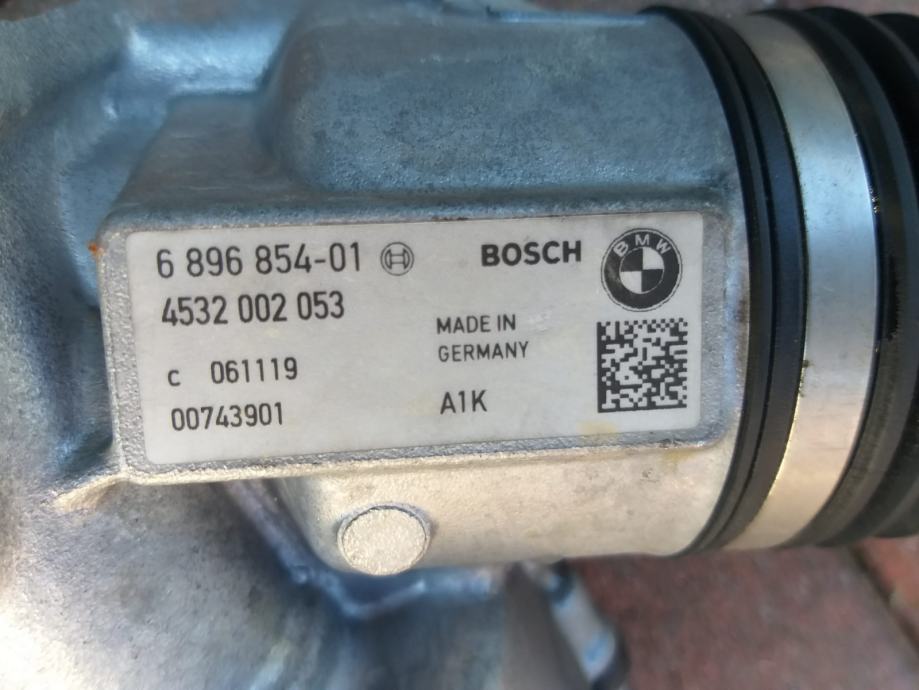 6 896 854-01
BOSCH
BMW
4532 002 053
MADE IN
GERMANY
c 061119
00743901
A1K